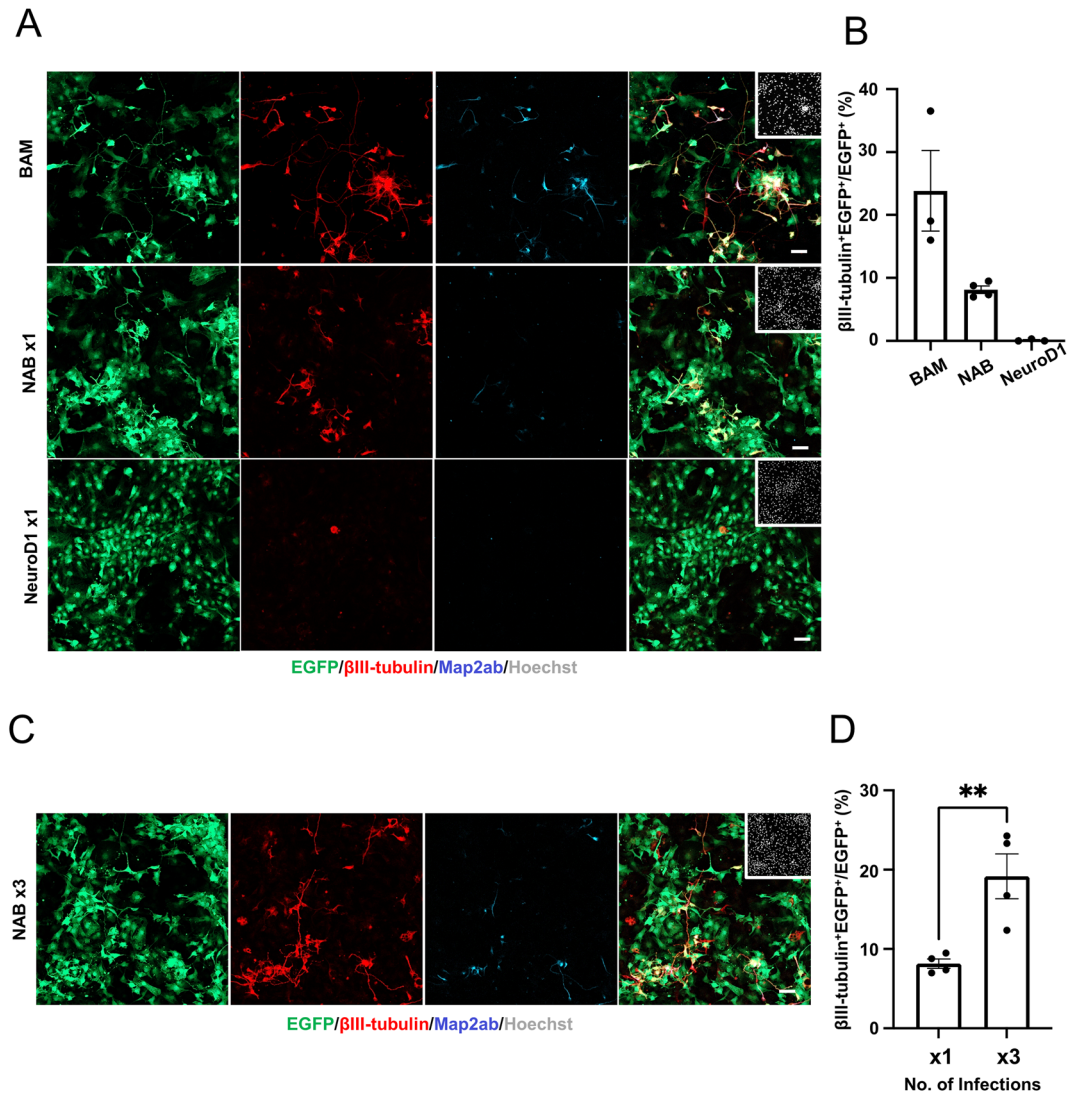 A
BAM
NAB x1
NeuroD1 x1
EGFP/βIII-tubulin/Map2ab/Hoechst
B
βIII-tubulin⁺EGFP⁺/EGFP⁺ (%)
40
30
20
10
0
BAM NAB NeuroD1
C
NAB x3
EGFP/βIII-tubulin/Map2ab/Hoechst
D
βIII-tubulin⁺EGFP⁺/EGFP⁺ (%)
30
20
10
0
**
x1 x3
No. of Infections